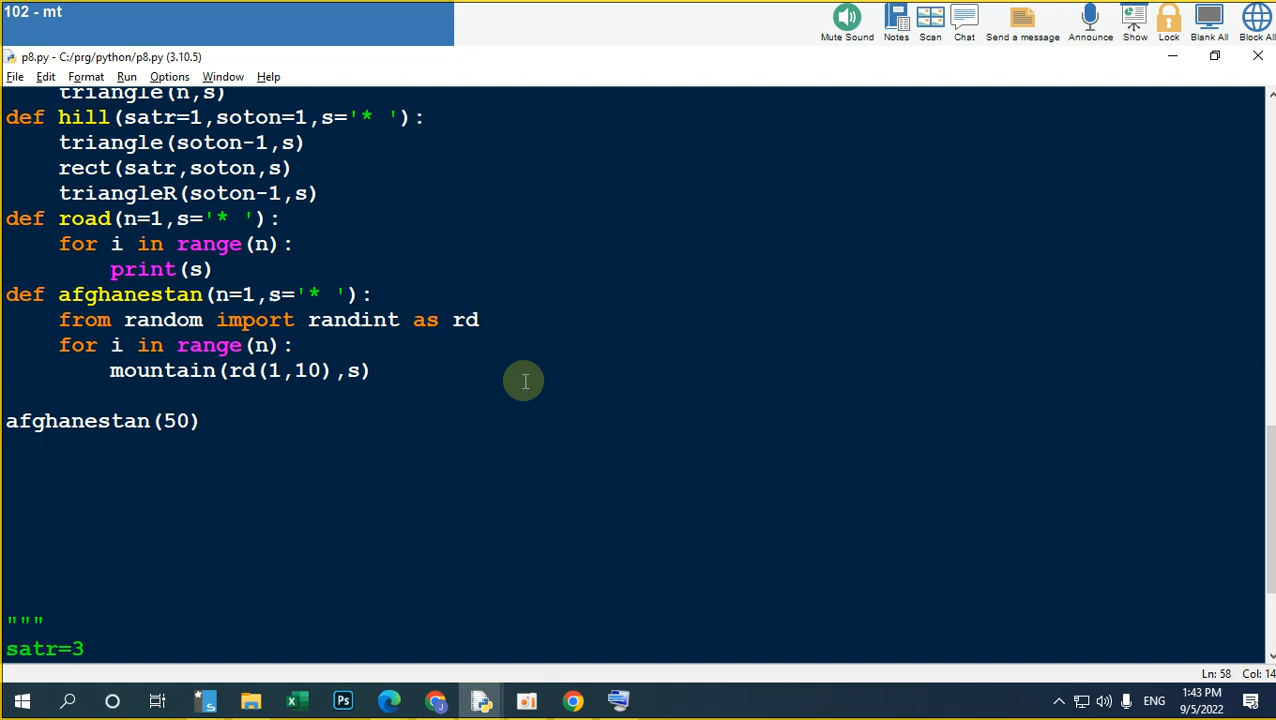 102 - mt
Mute Sound
Notes
Scan
Chat
Send a message
Announce
Show
Lock
Blank All
Block All
p8.py - C:/prg/python/p8.py (3.10.5)
File Edit Format Run Options Window Help
triangle(n,s)
def hill(satr=1,soton=1,s='* '):
    triangle(soton-1,s)
    rect(satr,soton,s)
    triangleR(soton-1,s)
def road(n=1,s='* '):
    for i in range(n):
        print(s)
def afghanestan(n=1,s='* '):
    from random import randint as rd
    for i in range(n):
        mountain(rd(1,10),s)
afghanestan(50)
"""
satr=3
Ln: 58 Col: 14
X
Ps
J
ENG
1:43 PM
9/5/2022